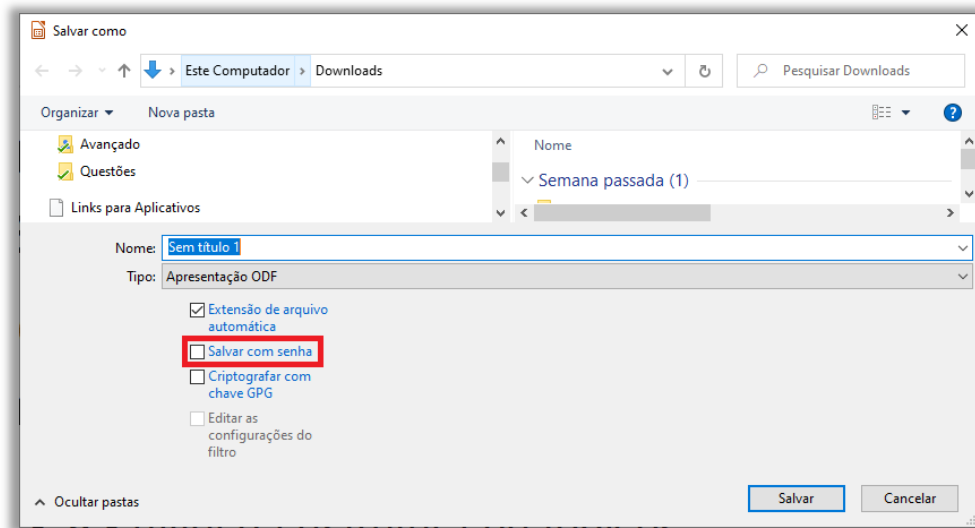 Salvar como
Este Computador > Downloads
Pesquisar Downloads
Organizar
Nova pasta
Avançado
Questões
Links para Aplicativos
Nome
Semana passada (1)
Nome: Sem título 1
Tipo: Apresentação ODF
Extensão de arquivo
automática
Salvar com senha
Criptografar com
chave GPG
Editar as
configurações do
filtro
Ocultar pastas
Salvar
Cancelar